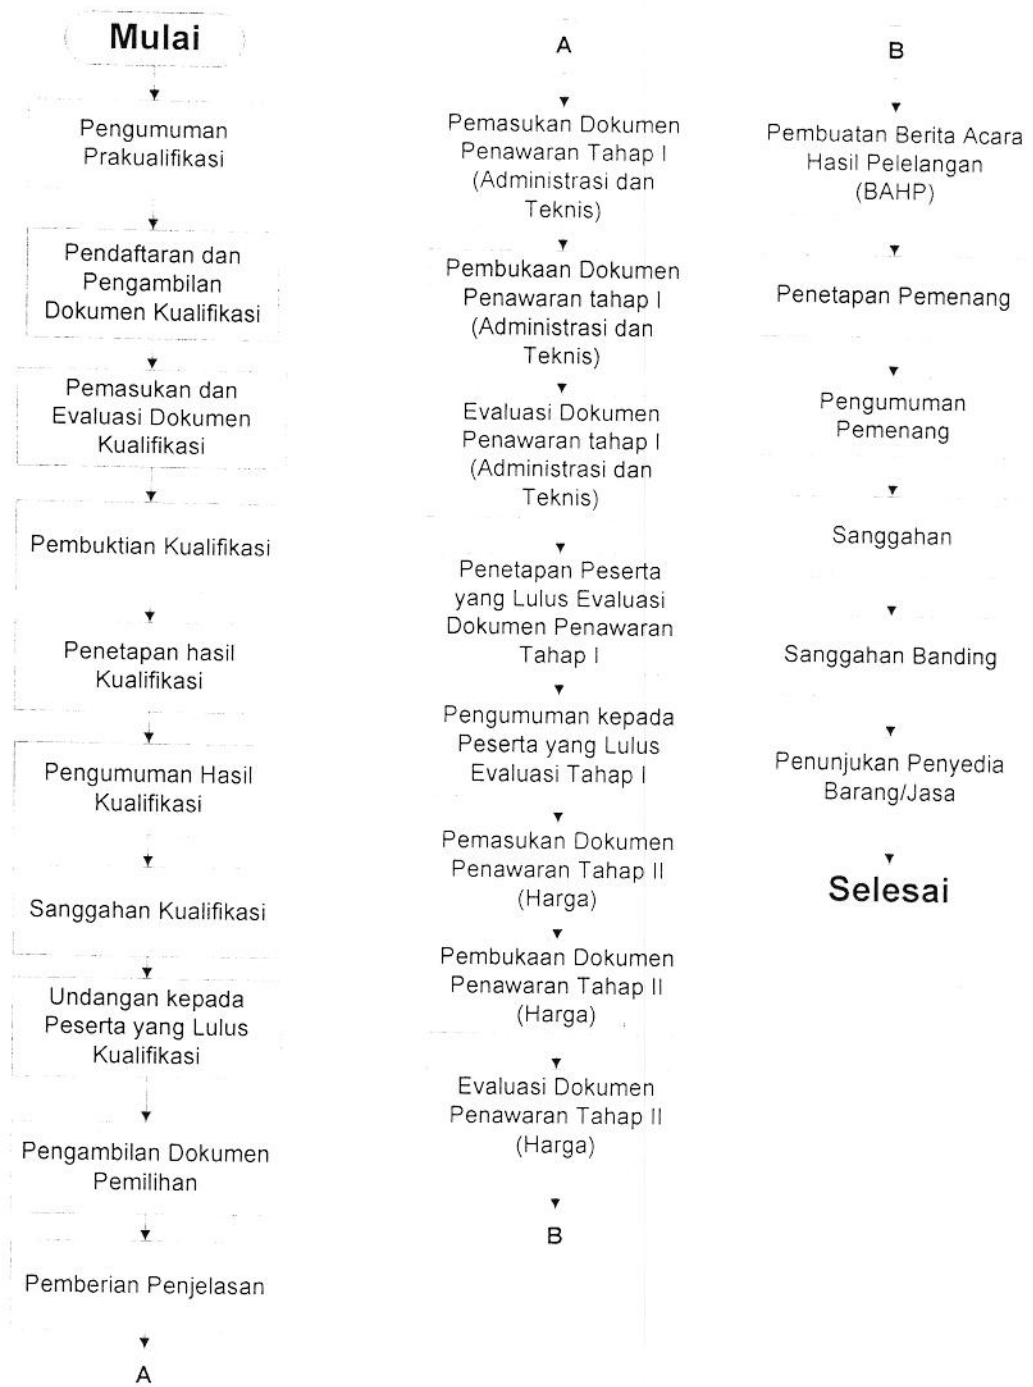 Mulai
Pengumuman
Prakualifikasi
Pendaftaran dan
Pengambilan
Dokumen Kualifikasi
Pemasukan dan
Evaluasi Dokumen
Kualifikasi
Pembuktian Kualifikasi
Penetapan hasil
Kualifikasi
Pengumuman Hasil
Kualifikasi
Sanggahan Kualifikasi
Undangan kepada
Peserta yang Lulus
Kualifikasi
Pengambilan Dokumen
Pemilihan
Pemberian Penjelasan
A
A
Pemasukan Dokumen
Penawaran Tahap I
(Administrasi dan
Teknis)
Pembukaan Dokumen
Penawaran tahap I
(Administrasi dan
Teknis)
Evaluasi Dokumen
Penawaran tahap I
(Administrasi dan
Teknis)
Penetapan Peserta
yang Lulus Evaluasi
Dokumen Penawaran
Tahap I
Pengumuman kepada
Peserta yang Lulus
Evaluasi Tahap I
Pemasukan Dokumen
Penawaran Tahap II
(Harga)
Pembukaan Dokumen
Penawaran Tahap II
(Harga)
Evaluasi Dokumen
Penawaran Tahap II
(Harga)
B
B
Pembuatan Berita Acara
Hasil Pelelangan
(BAHP)
Penetapan Pemenang
Pengumuman
Pemenang
Sanggahan
Sanggahan Banding
Penunjukan Penyedia
Barang/Jasa
Selesai